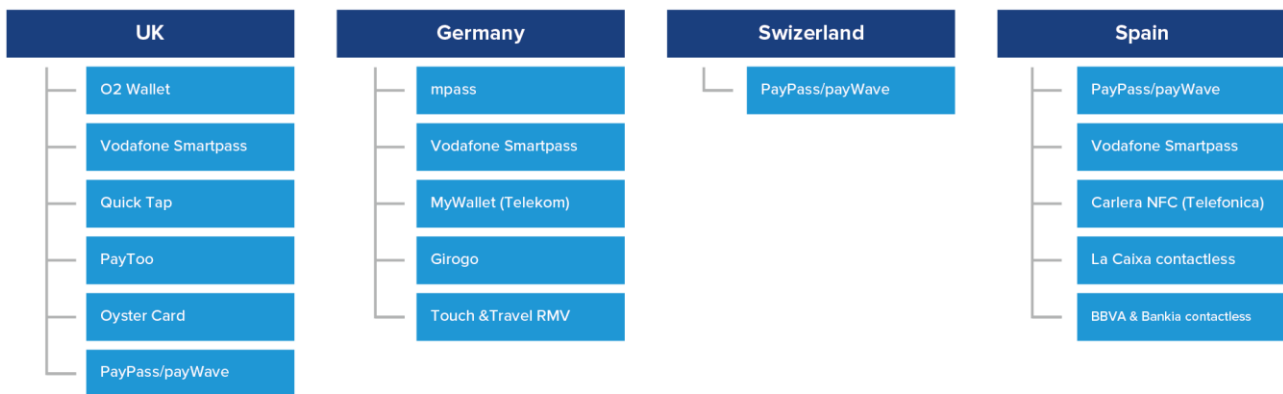 UK
O2 Wallet
Vodafone Smartpass
Quick Tap
PayToo
Oyster Card
PayPass/payWave
Germany
mpass
Vodafone Smartpass
MyWallet (Telekom)
Girogo
Touch &Travel RMV
Swizerland
PayPass/payWave
Spain
PayPass/payWave
Vodafone Smartpass
Carlera NFC (Telefonica)
La Caixa contactless
BBVA & Bankia contactless